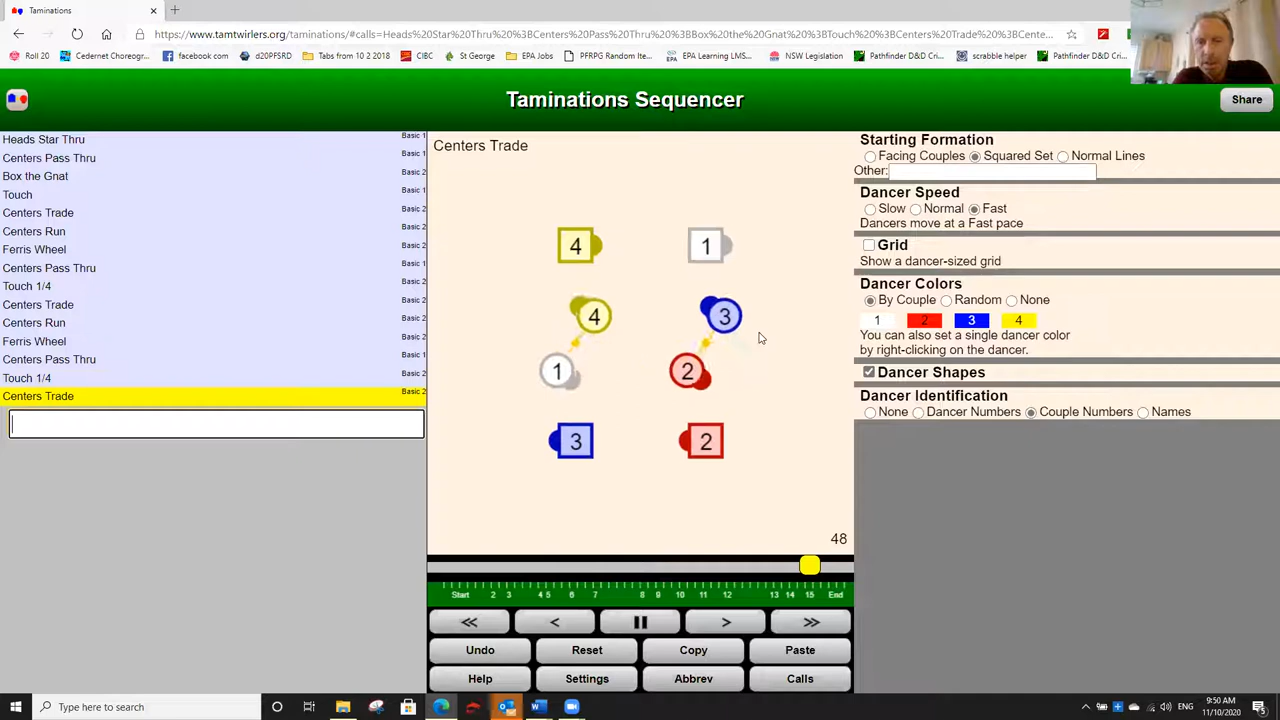 Taminations
https://www.tamtwirlers.org/taminations/#calls=Heads%20Star%20Thru%20%3BCenters%20Pass%20Thru%20%3BBox%20the%20Gnat%20%3BTouch%20%3BCenters%20Trade%20%3BCente...
Roll 20
Cedernet Choreogr...
facebook.com
d20PFSRD
Tabs from 10 2 2018
CIBC
St George
EPA Jobs
PFRPG Random Ite...
EPA Learning LMS...
NSW Legislation
Pathfinder D&D Cri...
scrabble helper
Pathfinder D&D Cri...
Taminations Sequencer
Share
Heads Star Thru Basic 1
Centers Pass Thru Basic 1
Box the Gnat Basic 2
Touch Basic 1
Centers Trade Basic 2
Centers Run Basic 2
Ferris Wheel Basic 2
Centers Pass Thru Basic 1
Touch 1/4 Basic 2
Centers Trade Basic 2
Centers Run Basic 2
Ferris Wheel Basic 2
Centers Pass Thru Basic 1
Touch 1/4 Basic 2
Centers Trade Basic 2
Centers Trade
4 1
4 3
1 2
3 2
48
Start 2 3 4 5 6 7 8 9 10 11 12 13 14 15 End
≪ < > ≫
Undo Reset Copy Paste
Help Settings Abbrev Calls
Starting Formation
Facing Couples Squared Set Normal Lines
Other:
Dancer Speed
Slow Normal Fast
Dancers move at a Fast pace
Grid
Show a dancer-sized grid
Dancer Colors
By Couple Random None
1 2 3 4
You can also set a single dancer color
by right-clicking on the dancer.
Dancer Shapes
Dancer Identification
None Dancer Numbers Couple Numbers Names
Type here to search
9:50 AM
11/10/2020